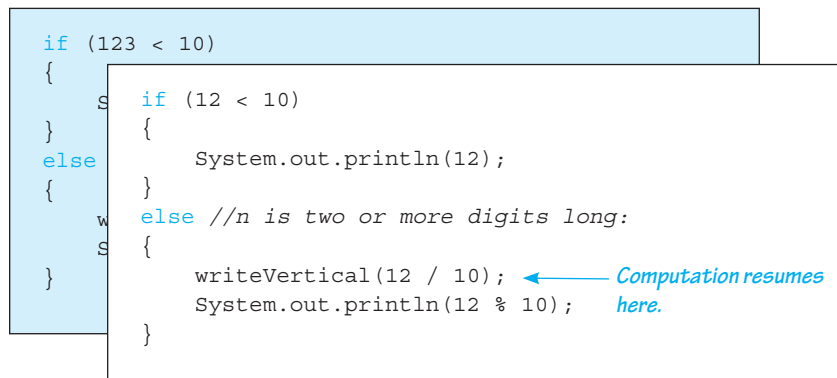 if (123 < 10)
{
S
}
else
{
w
S
}
if (12 < 10)
{
System.out.println(12);
}
else //n is two or more digits long:
{
writeVertical(12 / 10);
System.out.println(12 % 10);
}
Computation resumes
here.